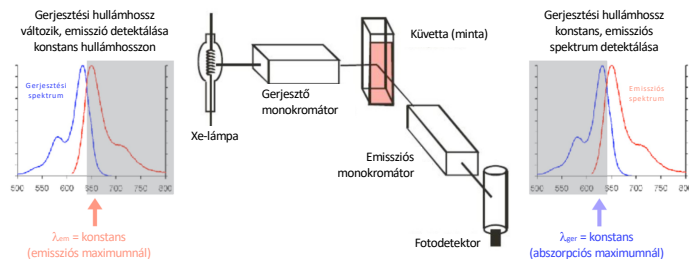 Gerjesztési hullámhossz
változik, emisszió detektálása
konstans hullámhosszon
Gerjesztési
spektrum
500 550 600 650 700 750 800
λem = konstans
(emissziós maximumnál)
Xe-lámpa
Gerjesztő
monokromátor
Küvetta (minta)
Emissziós
monokromátor
Fotodetektor
Gerjesztési hullámhossz
konstans, emissziós
spektrum detektálása
Emissziós
spektrum
500 550 600 650 700 750 800
λger = konstans
(abszorpciós maximumnál)